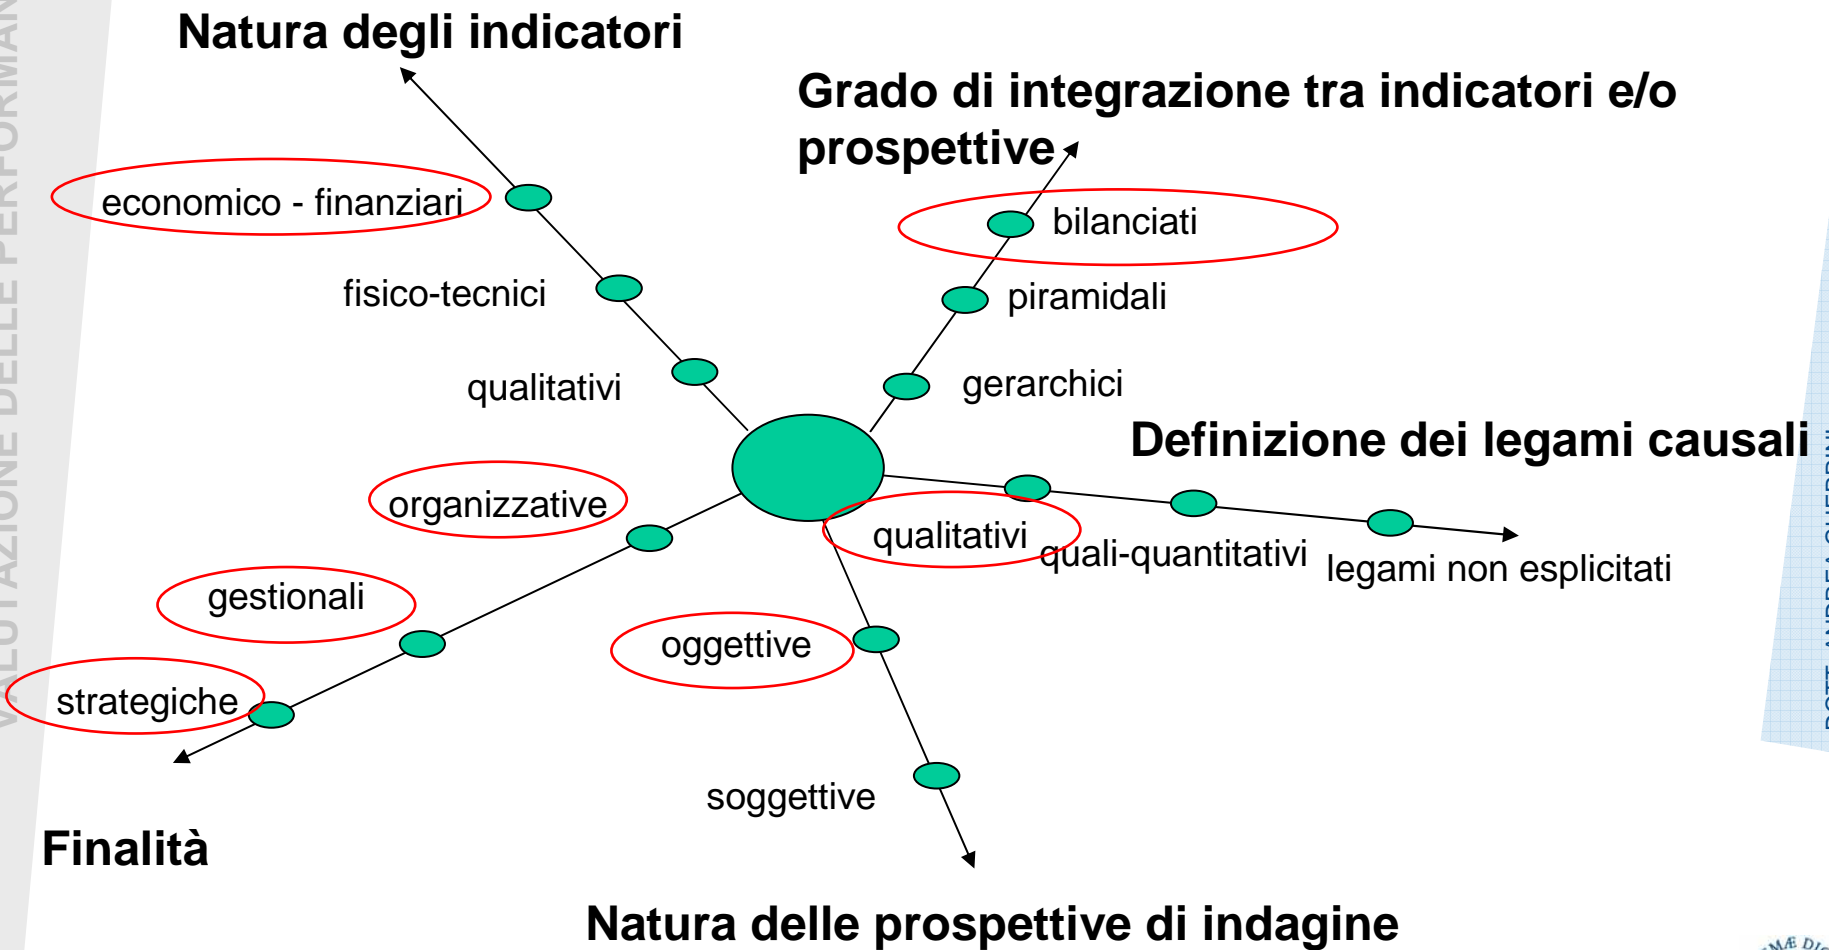 Natura degli indicatori
Grado di integrazione tra indicatori e/o
prospettive
economico - finanziari
bilanciati
fisico-tecnici
piramidali
qualitativi
gerarchici
Definizione dei legami causali
organizzative
qualitativi
quali-quantitativi
legami non esplicitati
gestionali
oggettive
strategiche
soggettive
Finalità
Natura delle prospettive di indagine
DELLE